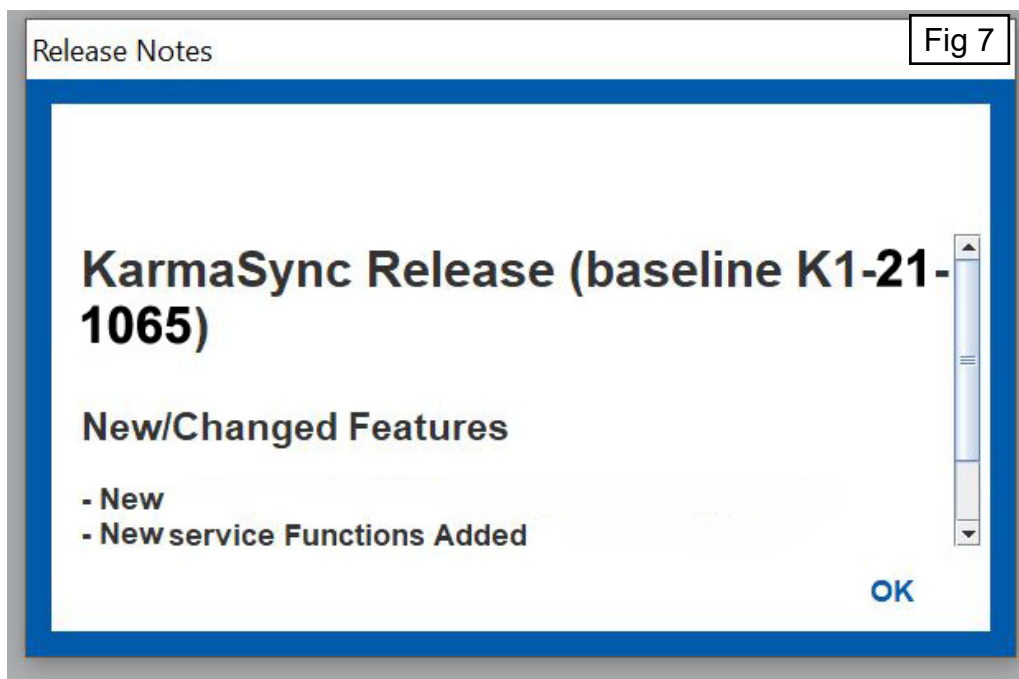 Release Notes
Fig 7
KarmaSync Release (baseline K1-21-
1065)
New/Changed Features
- New
- New service Functions Added
OK